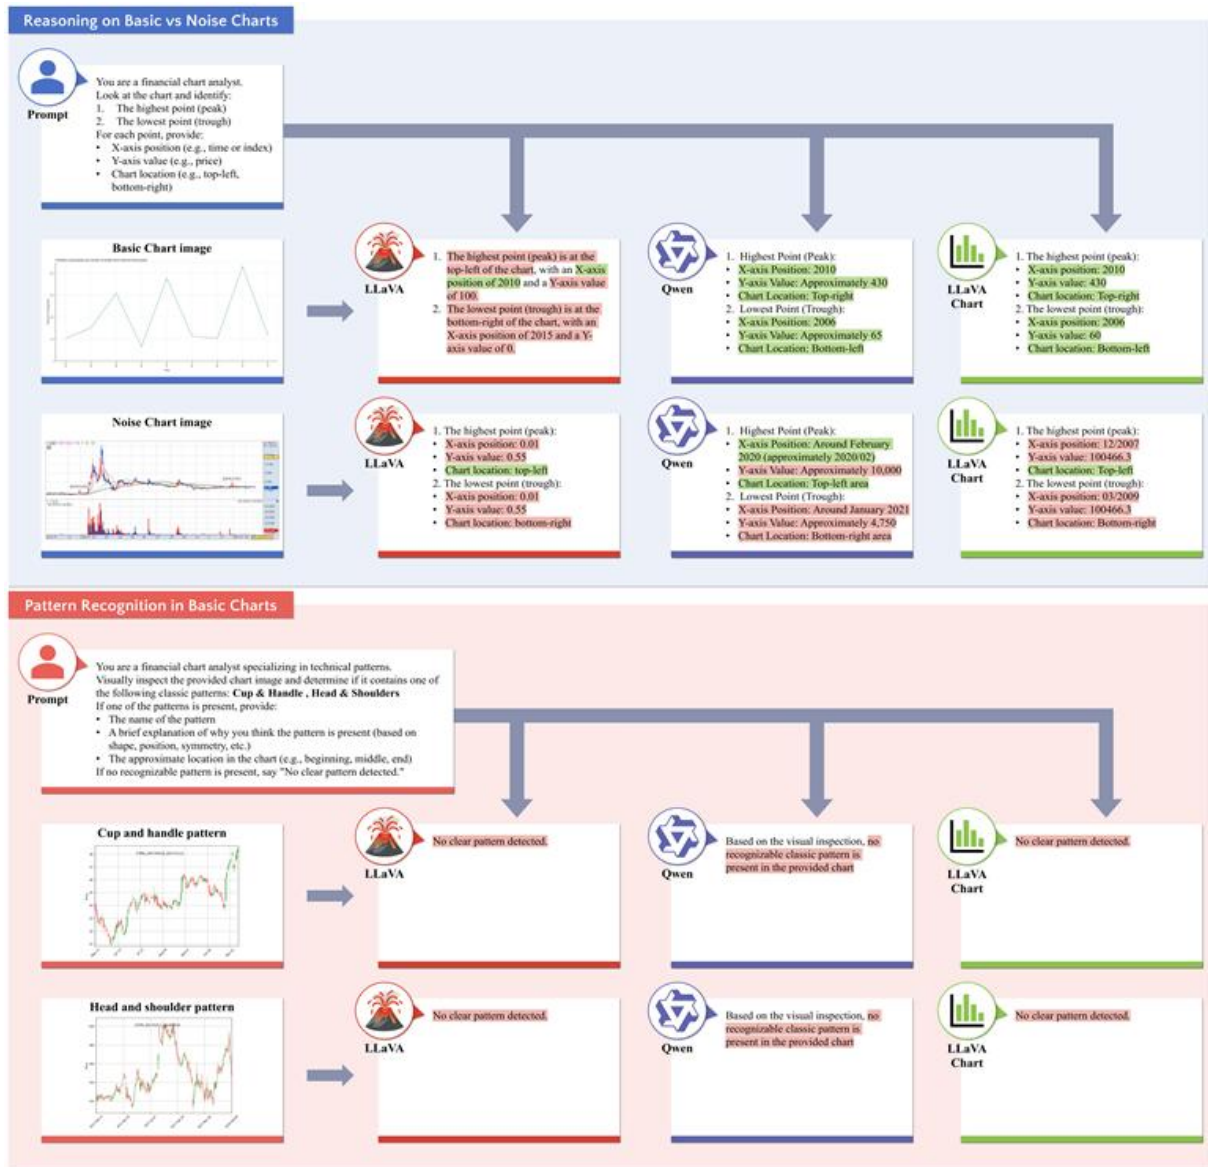 Reasoning on Basic vs Noise Charts
Prompt
You are a financial chart analyst.
Look at the chart and identify:
1. The highest point (peak)
2. The lowest point (trough)
For each point, provide:
• X-axis position (e.g., time or index)
• Y-axis value (e.g., price)
• Chart location (e.g., top-left,
bottom-right)
Basic Chart image
LLaVA
1. The highest point (peak) is at the
top-left of the chart, with an X-axis
position of 2010 and a Y-axis value
of 100.
2. The lowest point (trough) is at the
bottom-right of the chart, with an
X-axis position of 2015 and a Y-
axis value of 0.
Qwen
1. Highest Point (Peak):
• X-axis Position: 2010
• Y-axis Value: Approximately 430
• Chart Location: Top-right
2. Lowest Point (Trough):
• X-axis Position: 2006
• Y-axis Value: Approximately 65
• Chart Location: Bottom-left
LLaVA
Chart
1. The highest point (peak):
• X-axis position: 2010
• Y-axis value: 430
• Chart location: Top-right
2. The lowest point (trough):
• X-axis position: 2006
• Y-axis value: 60
• Chart location: Bottom-left
Noise Chart image
LLaVA
1. The highest point (peak):
• X-axis position: 0.01
• Y-axis value: 0.55
• Chart location: top-left
2. The lowest point (trough):
• X-axis position: 0.01
• Y-axis value: 0.55
• Chart location: bottom-right
Qwen
1. Highest Point (Peak):
• X-axis Position: Around February
2020 (approximately 2020/02)
• Y-axis Value: Approximately 10,000
• Chart Location: Top-left area
2. Lowest Point (Trough):
• X-axis Position: Around January 2021
• Y-axis Value: Approximately 4,750
• Chart Location: Bottom-right area
LLaVA
Chart
1. The highest point (peak):
• X-axis position: 12/2007
• Y-axis value: 100466.3
• Chart location: Top-left
2. The lowest point (trough):
• X-axis position: 03/2009
• Y-axis value: 100466.3
• Chart location: Bottom-right
Pattern Recognition in Basic Charts
Prompt
You are a financial chart analyst specializing in technical patterns.
Visually inspect the provided chart image and determine if it contains one of
the following classic patterns: Cup & Handle , Head & Shoulders
If one of the patterns is present, provide:
• The name of the pattern
• A brief explanation of why you think the pattern is present (based on
shape, position, symmetry, etc.)
• The approximate location in the chart (e.g., beginning, middle, end)
If no recognizable pattern is present, say "No clear pattern detected."
Cup and handle pattern
LLaVA
No clear pattern detected.
Qwen
Based on the visual inspection, no
recognizable classic pattern is
present in the provided chart
LLaVA
Chart
No clear pattern detected.
Head and shoulder pattern
LLaVA
No clear pattern detected.
Qwen
Based on the visual inspection, no
recognizable classic pattern is
present in the provided chart
LLaVA
Chart
No clear pattern detected.